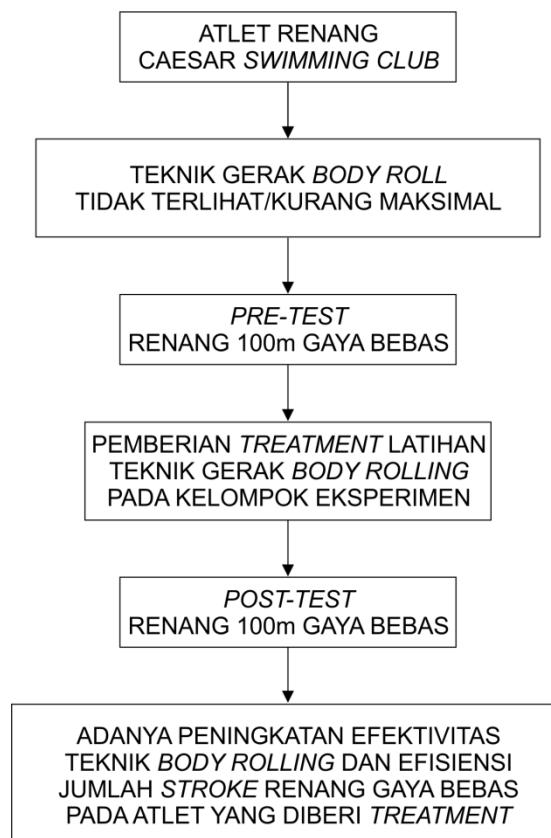 ATLET RENANG
CAESAR SWIMMING CLUB
TEKNIK GERAK BODY ROLL
TIDAK TERLIHAT/KURANG MAKSIMAL
PRE-TEST
RENANG 100m GAYA BEBAS
PEMBERIAN TREATMENT LATIHAN
TEKNIK GERAK BODY ROLLING
PADA KELOMPOK EKSPERIMEN
POST-TEST
RENANG 100m GAYA BEBAS
ADANYA PENINGKATAN EFEKTIVITAS
TEKNIK BODY ROLLING DAN EFISIENSI
JUMLAH STROKE RENANG GAYA BEBAS
PADA ATLET YANG DIBERI TREATMENT